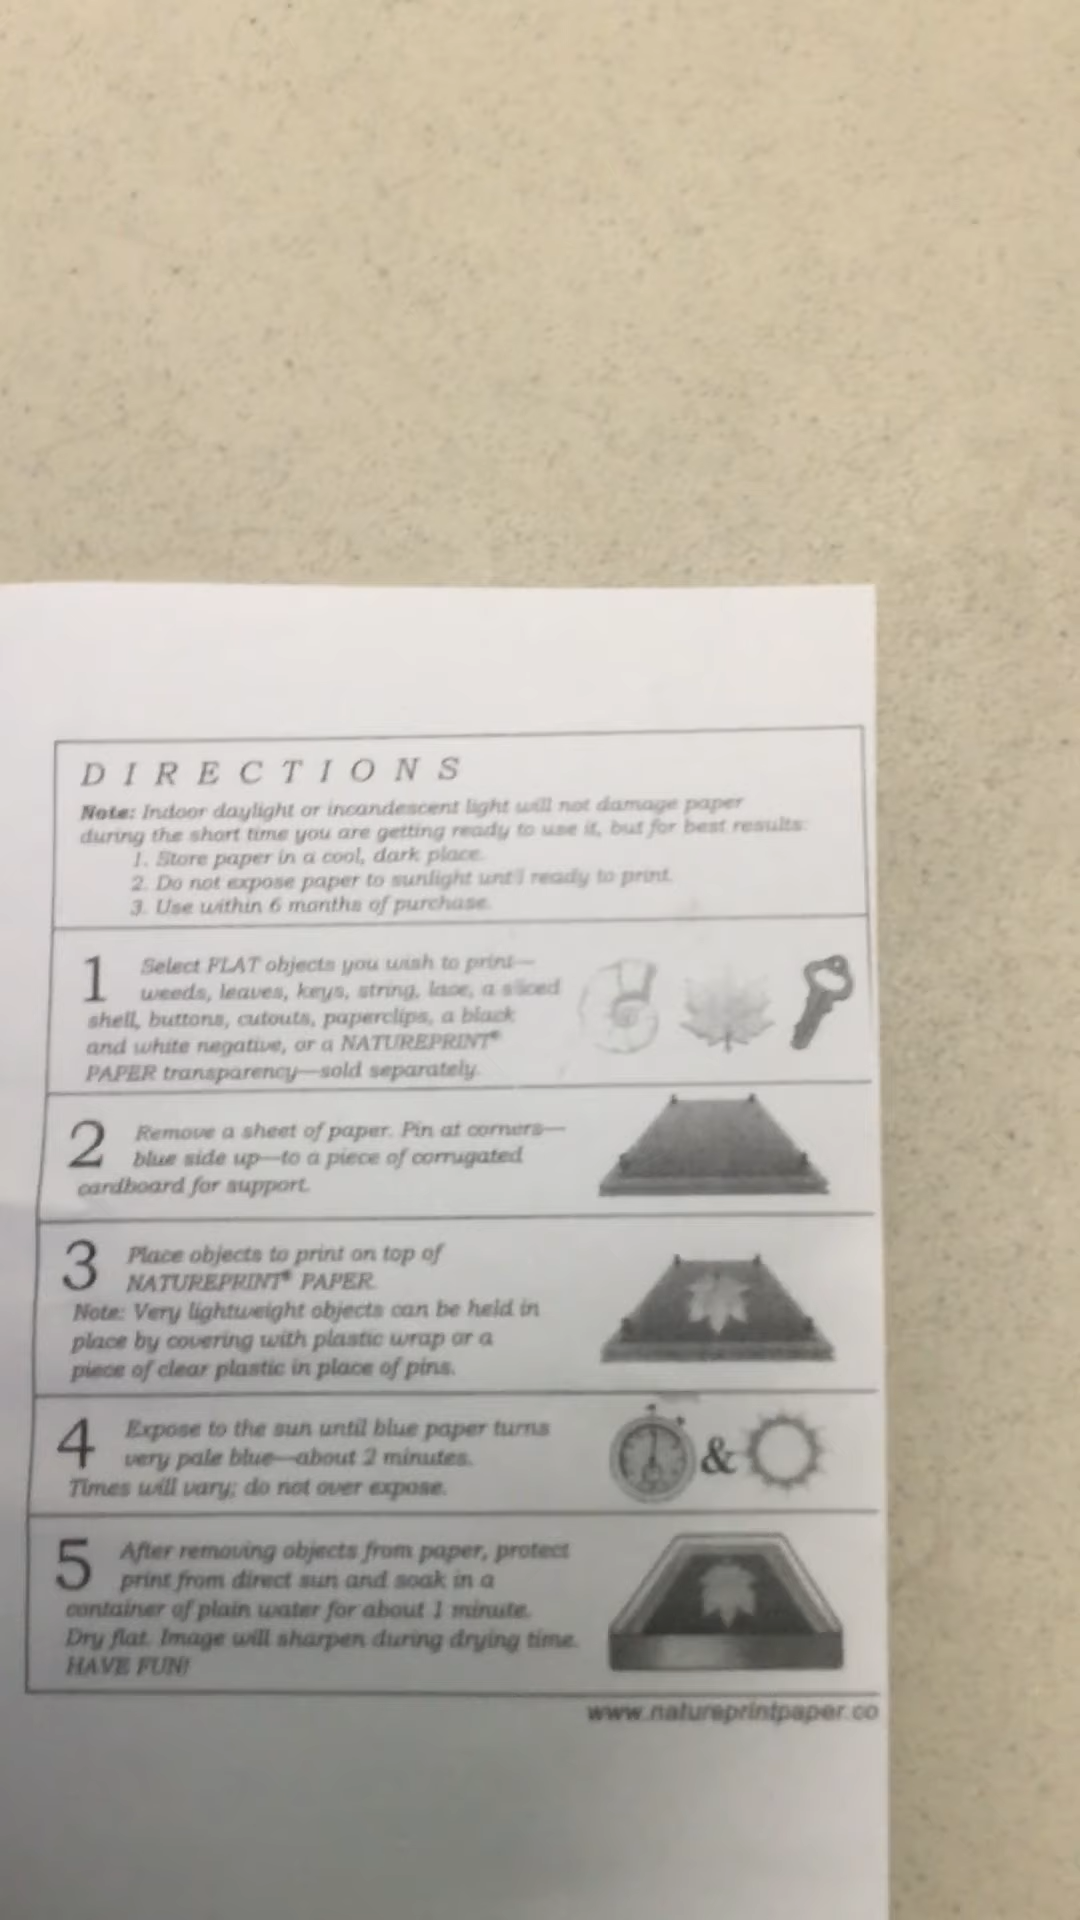 DIRECTIONS
Note: Indoor daylight or incandescent light will not damage paper
during the short time you are getting ready to use it, but for best results:
1. Store paper in a cool, dark place.
2. Do not expose paper to sunlight until ready to print.
3. Use within 6 months of purchase.
1 Select FLAT objects you wish to print—
weeds, leaves, keys, string, lace, a sliced
shell, buttons, cutouts, paperclips, a black
and white negative, or a NATUREPRINT®
PAPER transparency—sold separately.
2 Remove a sheet of paper. Pin at corners—
blue side up—to a piece of corrugated
cardboard for support.
3 Place objects to print on top of
NATUREPRINT® PAPER.
Note: Very lightweight objects can be held in
place by covering with plastic wrap or a
piece of clear plastic in place of pins.
4 Expose to the sun until blue paper turns
very pale blue—about 2 minutes.
Times will vary; do not over expose.
&
5 After removing objects from paper, protect
print from direct sun and soak in a
container of plain water for about 1 minute.
Dry flat. Image will sharpen during drying time.
HAVE FUN!
www.natureprintpaper.co